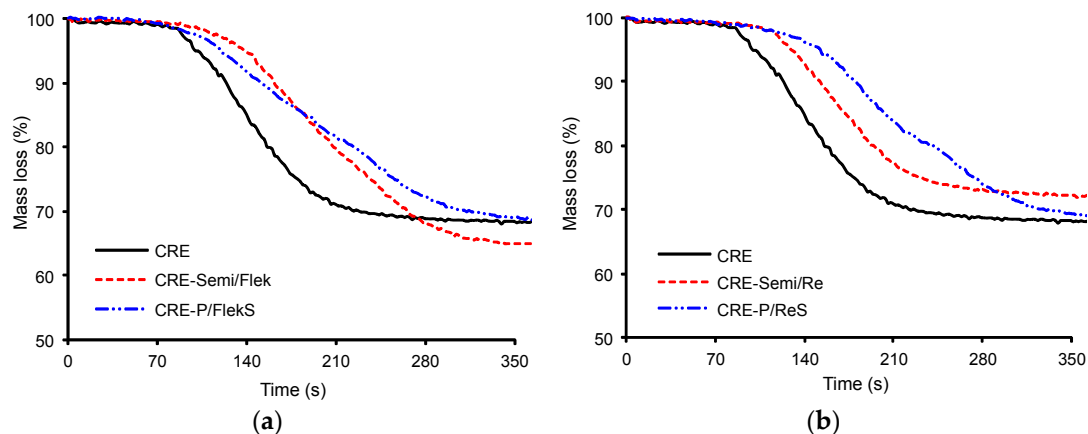 100
90
80
70
60
50
Mass loss (%)
CRE
CRE-Semi/Flek
CRE-P/FlekS
0 70 140 210 280 350
Time (s)
(a)
100
90
80
70
60
50
Mass loss (%)
CRE
CRE-Semi/Re
CRE-P/ReS
0 70 140 210 280 350
Time (s)
(b)